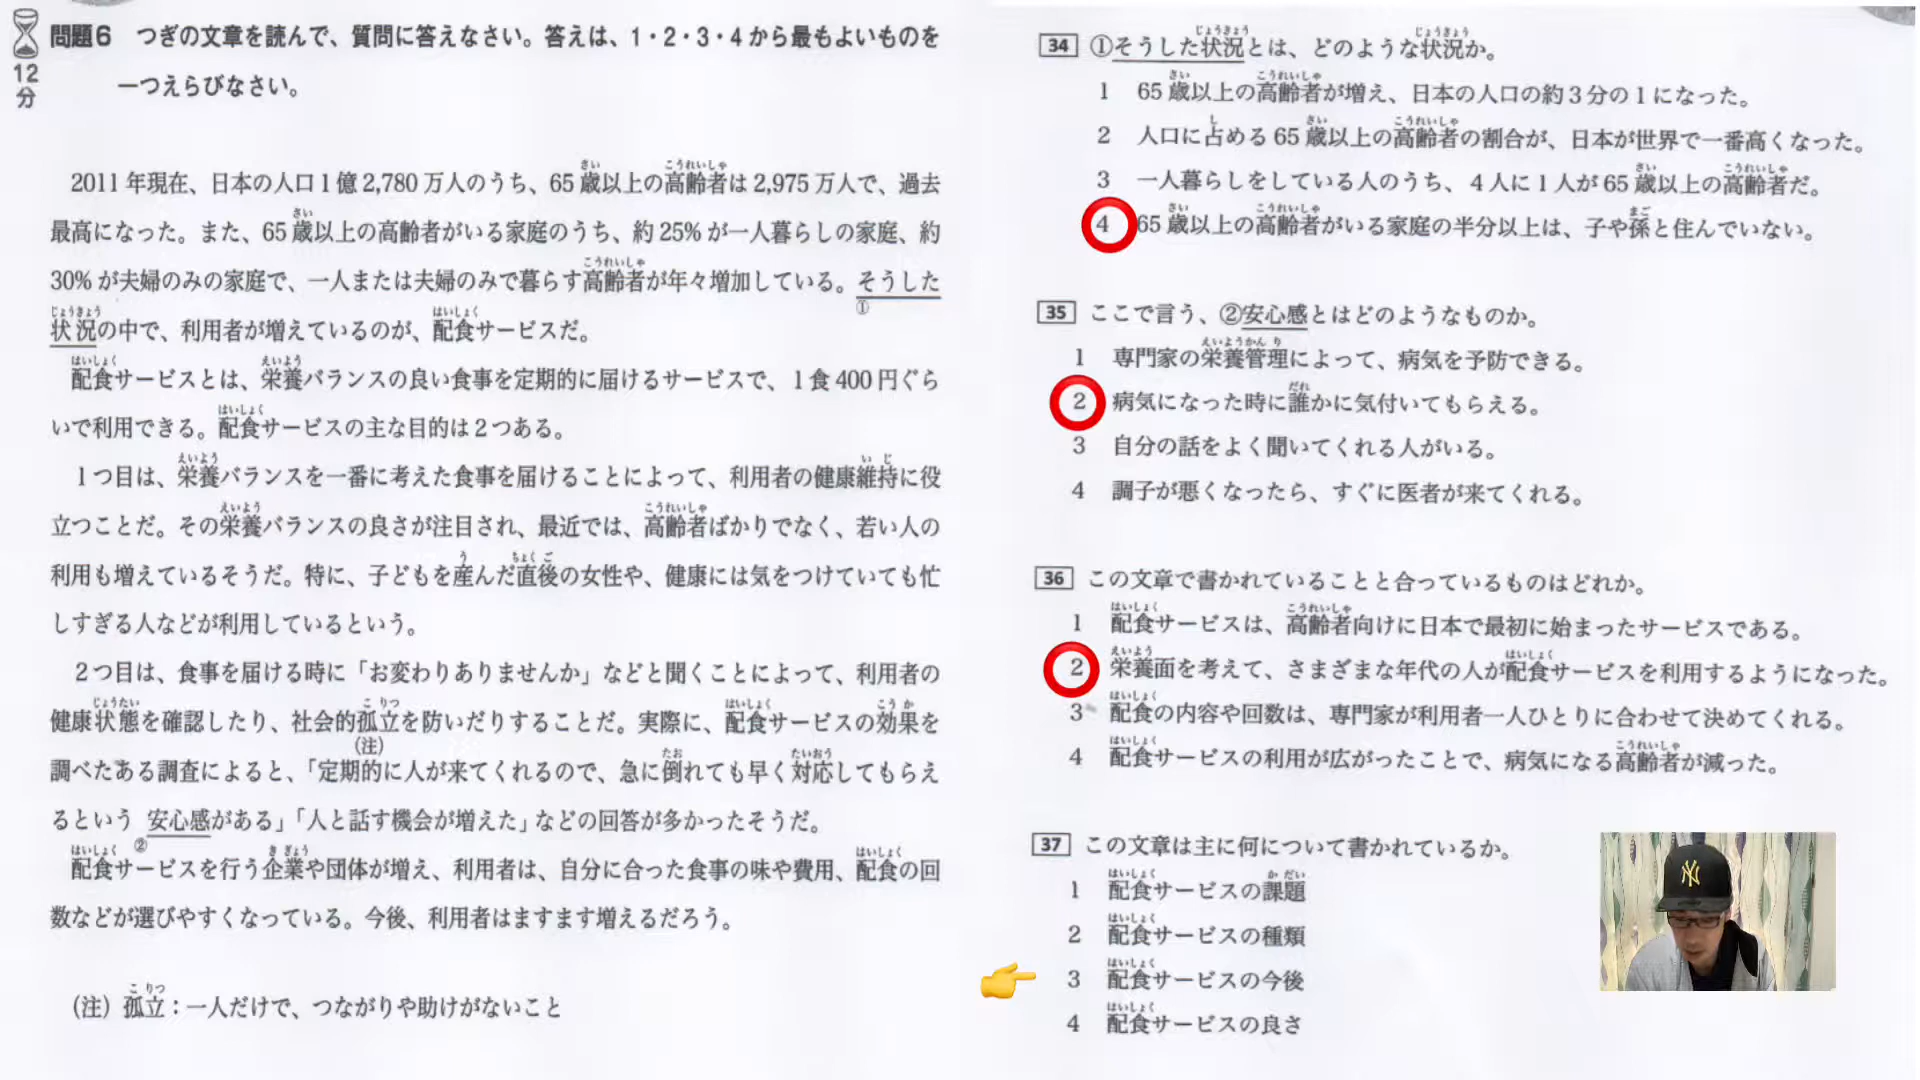 問題6 つぎの文章を読んで、質問に答えなさい。答えは、1・2・3・4から最もよいものを
一つえらびなさい。
12
分
2011年現在、日本の人口1億2,780万人のうち、65歳以上の高齢者は2,975万人で、過去
最高になった。また、65歳以上の高齢者がいる家庭のうち、約25%が一人暮らしの家庭、約
30%が夫婦のみの家庭で、一人または夫婦のみで暮らす高齢者が年々増加している。そうした
①
状況の中で、利用者が増えているのが、配食サービスだ。
配食サービスとは、栄養バランスの良い食事を定期的に届けるサービスで、1食400円ぐら
いで利用できる。配食サービスの主な目的は2つある。
1つ目は、栄養バランスを一番に考えた食事を届けることによって、利用者の健康維持に役
立つことだ。その栄養バランスの良さが注目され、最近では、高齢者ばかりでなく、若い人の
利用も増えているそうだ。特に、子どもを産んだ直後の女性や、健康には気をつけていても忙
しすぎる人などが利用しているという。
2つ目は、食事を届ける時に「お変わりありませんか」などと聞くことによって、利用者の
健康状態を確認したり、社会的孤立を防いだりすることだ。実際に、配食サービスの効果を
(注)
調べたある調査によると、「定期的に人が来てくれるので、急に倒れても早く対応してもらえ
るという 安心感がある」「人と話す機会が増えた」などの回答が多かったそうだ。
②
配食サービスを行う企業や団体が増え、利用者は、自分に合った食事の味や費用、配食の回
数などが選びやすくなっている。今後、利用者はますます増えるだろう。
(注)孤立：一人だけで、つながりや助けがないこと
34 ①そうした状況とは、どのような状況か。
1 65歳以上の高齢者が増え、日本の人口の約3分の1になった。
2 人口に占める65歳以上の高齢者の割合が、日本が世界で一番高くなった。
3 一人暮らしをしている人のうち、4人に1人が65歳以上の高齢者だ。
4 65歳以上の高齢者がいる家庭の半分以上は、子や孫と住んでいない。
35 ここで言う、②安心感とはどのようなものか。
1 専門家の栄養管理によって、病気を予防できる。
2 病気になった時に誰かに気付いてもらえる。
3 自分の話をよく聞いてくれる人がいる。
4 調子が悪くなったら、すぐに医者が来てくれる。
36 この文章で書かれていることと合っているものはどれか。
1 配食サービスは、高齢者向けに日本で最初に始まったサービスである。
2 栄養面を考えて、さまざまな年代の人が配食サービスを利用するようになった。
3 配食の内容や回数は、専門家が利用者一人ひとりに合わせて決めてくれる。
4 配食サービスの利用が広がったことで、病気になる高齢者が減った。
37 この文章は主に何について書かれているか。
1 配食サービスの課題
2 配食サービスの種類
3 配食サービスの今後
4 配食サービスの良さ
NY